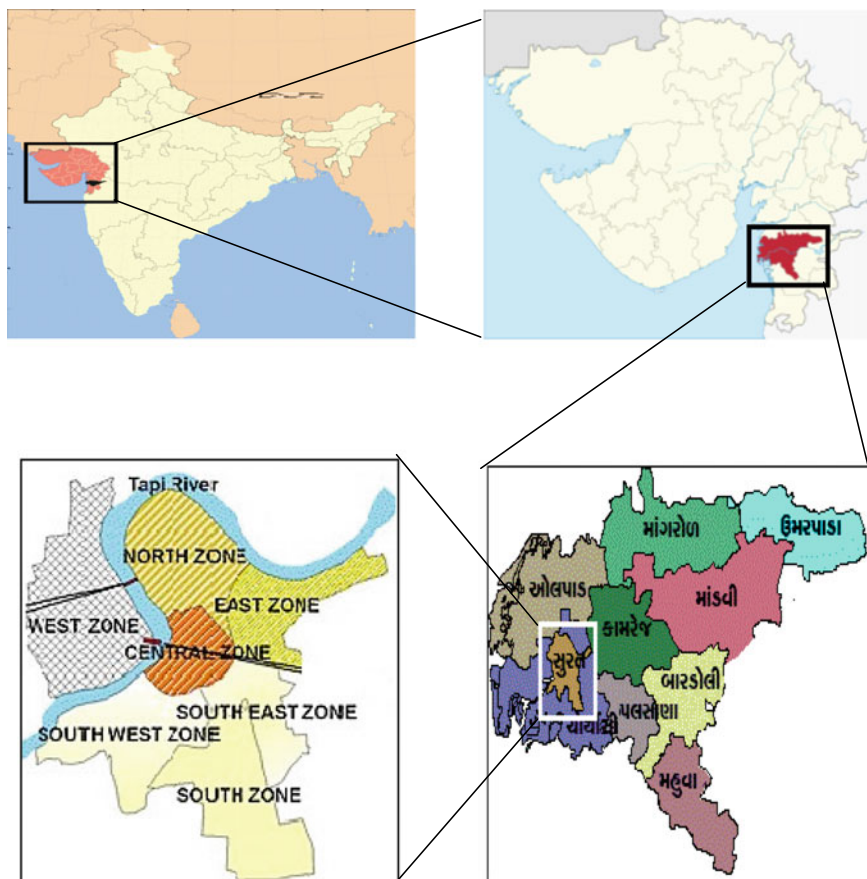 Tapi River
NORTH ZONE
EAST ZONE
WEST ZONE
CENTRAL ZONE
SOUTH EAST ZONE
SOUTH WEST ZONE
SOUTH ZONE
માંગરોળ
ઉમરપાડા
ઓલપાડ
માંડવી
કામરેજ
સુરત
બારડોલી
પલસાણા
ચોર્યાસી
મહુવા